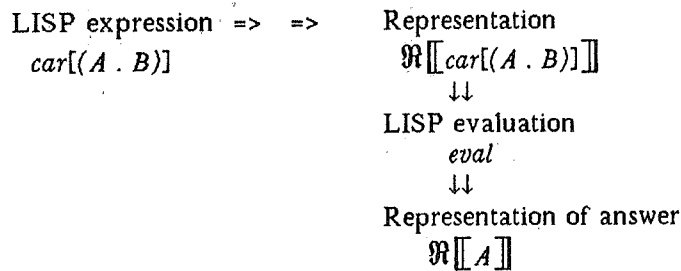 LISP expression => => Representation
car[(A . B)] ℜ⟦car[(A . B)]⟧
↓↓
LISP evaluation
eval
↓↓
Representation of answer
ℜ⟦A⟧